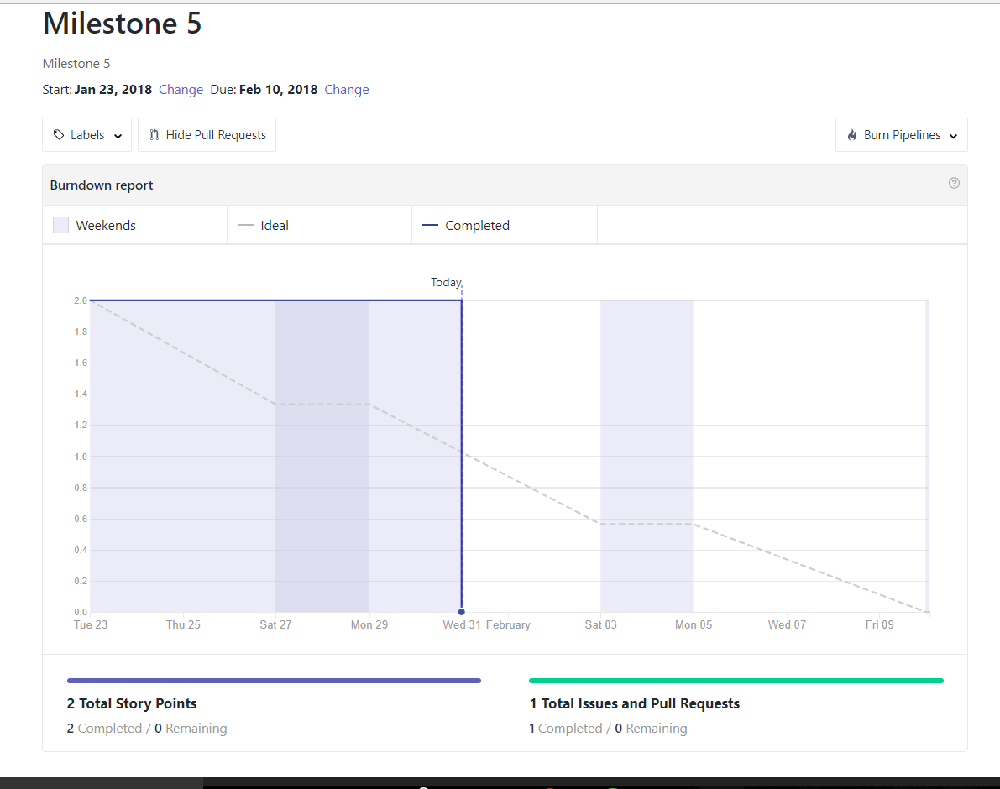 Milestone 5
Milestone 5
Start: Jan 23, 2018 Change Due: Feb 10, 2018 Change
Labels Hide Pull Requests Burn Pipelines
Burndown report
Weekends Ideal Completed
Today
2.0
1.8
1.6
1.4
1.2
1.0
0.8
0.6
0.4
0.2
0.0
Tue 23 Thu 25 Sat 27 Mon 29 Wed 31 February Sat 03 Mon 05 Wed 07 Fri 09
2 Total Story Points
2 Completed / 0 Remaining
1 Total Issues and Pull Requests
1 Completed / 0 Remaining